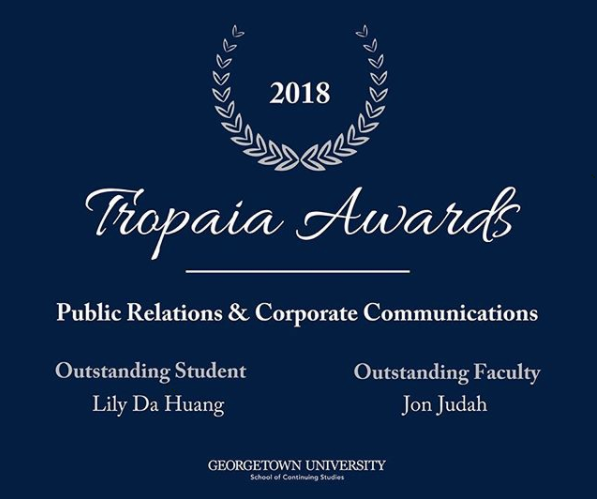 2018
Tropaia Awards
Public Relations & Corporate Communications
Outstanding Student
Lily Da Huang
Outstanding Faculty
Jon Judah
GEORGETOWN UNIVERSITY
School of Continuing Studies